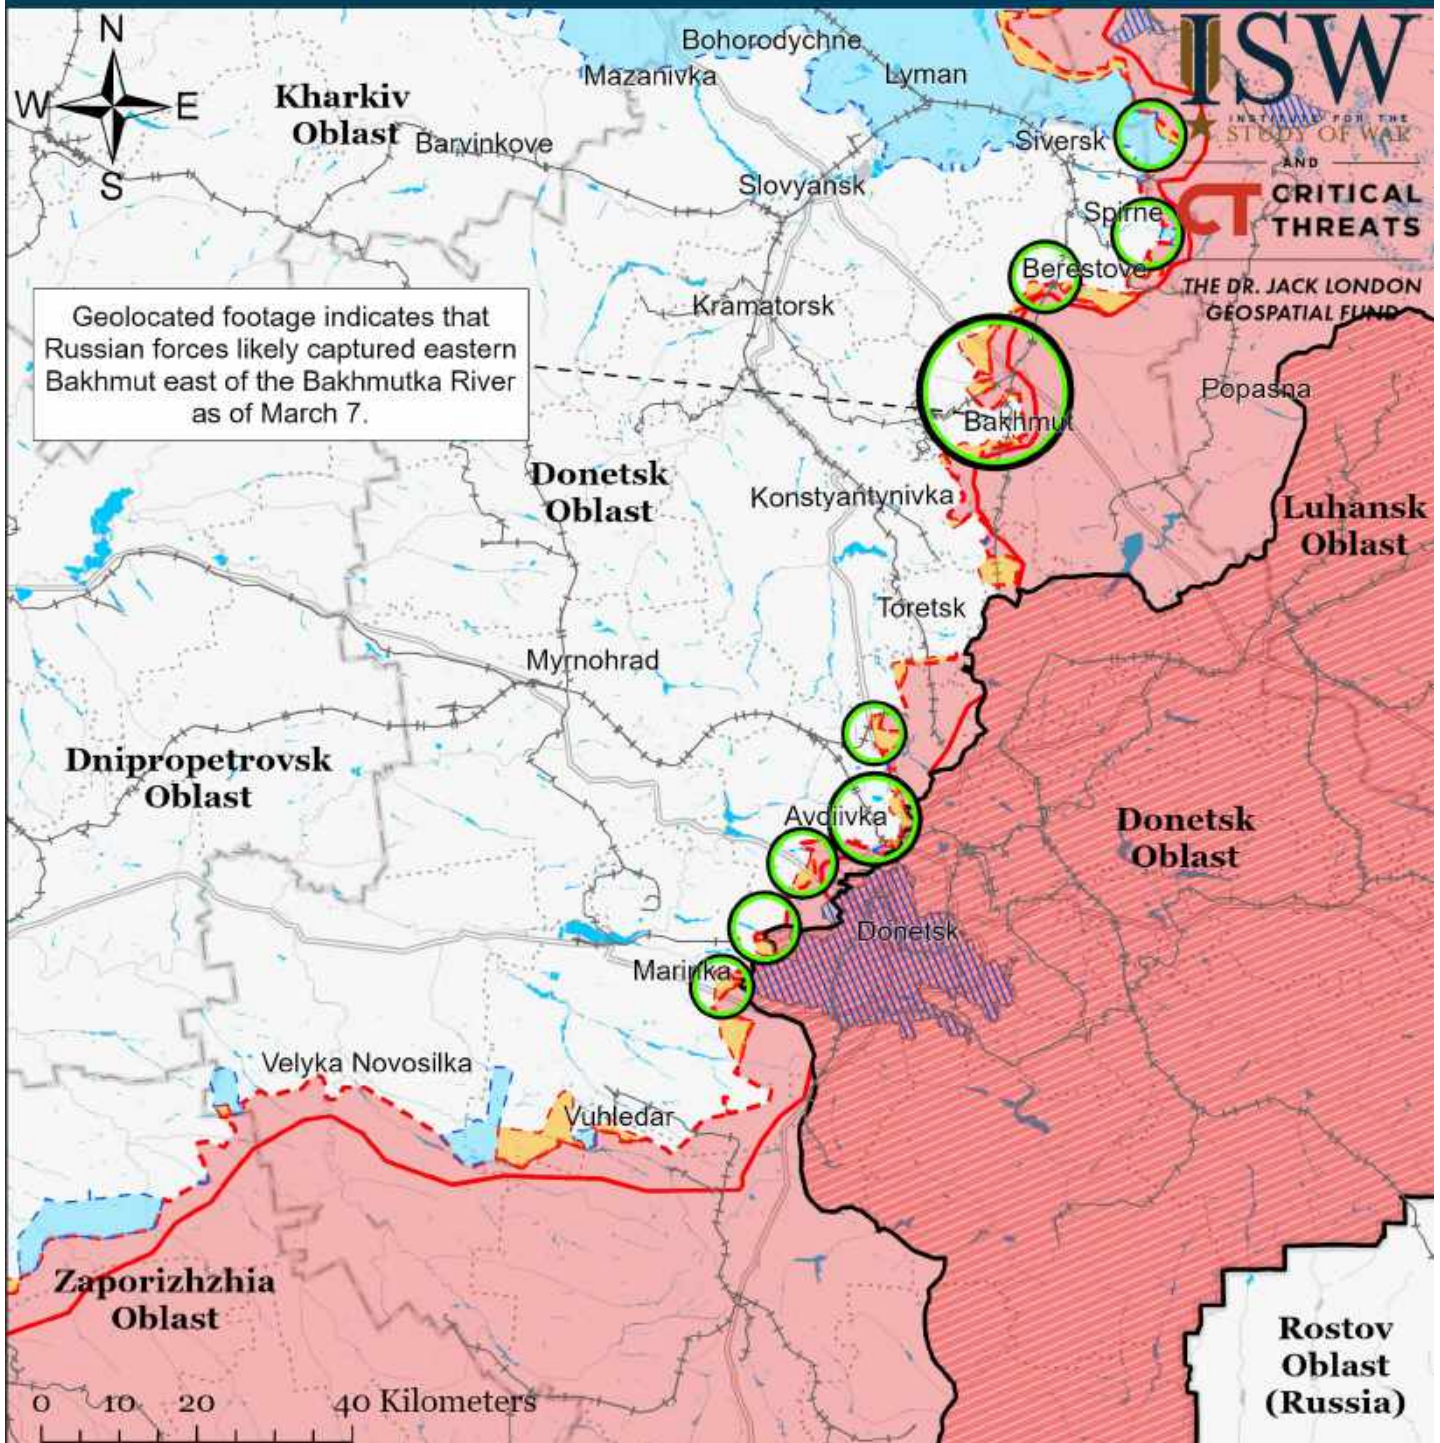 N
W
E
S
Kharkiv
Oblast
Barvinkove
Bohorodychne
Mazanivka
Lyman
Siversk
Slovyansk
Spirne
Berestove
Kramatorsk
ISW
INSTITUTE FOR THE
STUDY OF WAR
AND
CT CRITICAL
THREATS
THE DR. JACK LONDON
GEOSPATIAL FUND
Geolocated footage indicates that
Russian forces likely captured eastern
Bakhmut east of the Bakhmutka River
as of March 7.
Popasna
Bakhmut
Donetsk
Oblast
Konstyantynivka
Luhansk
Oblast
Toretsk
Myrnohrad
Dnipropetrovsk
Oblast
Avdiivka
Donetsk
Oblast
Donetsk
Marinka
Velyka Novosilka
Vuhledar
Zaporizhzhia
Oblast
Rostov
Oblast
(Russia)
0 10 20 40 Kilometers